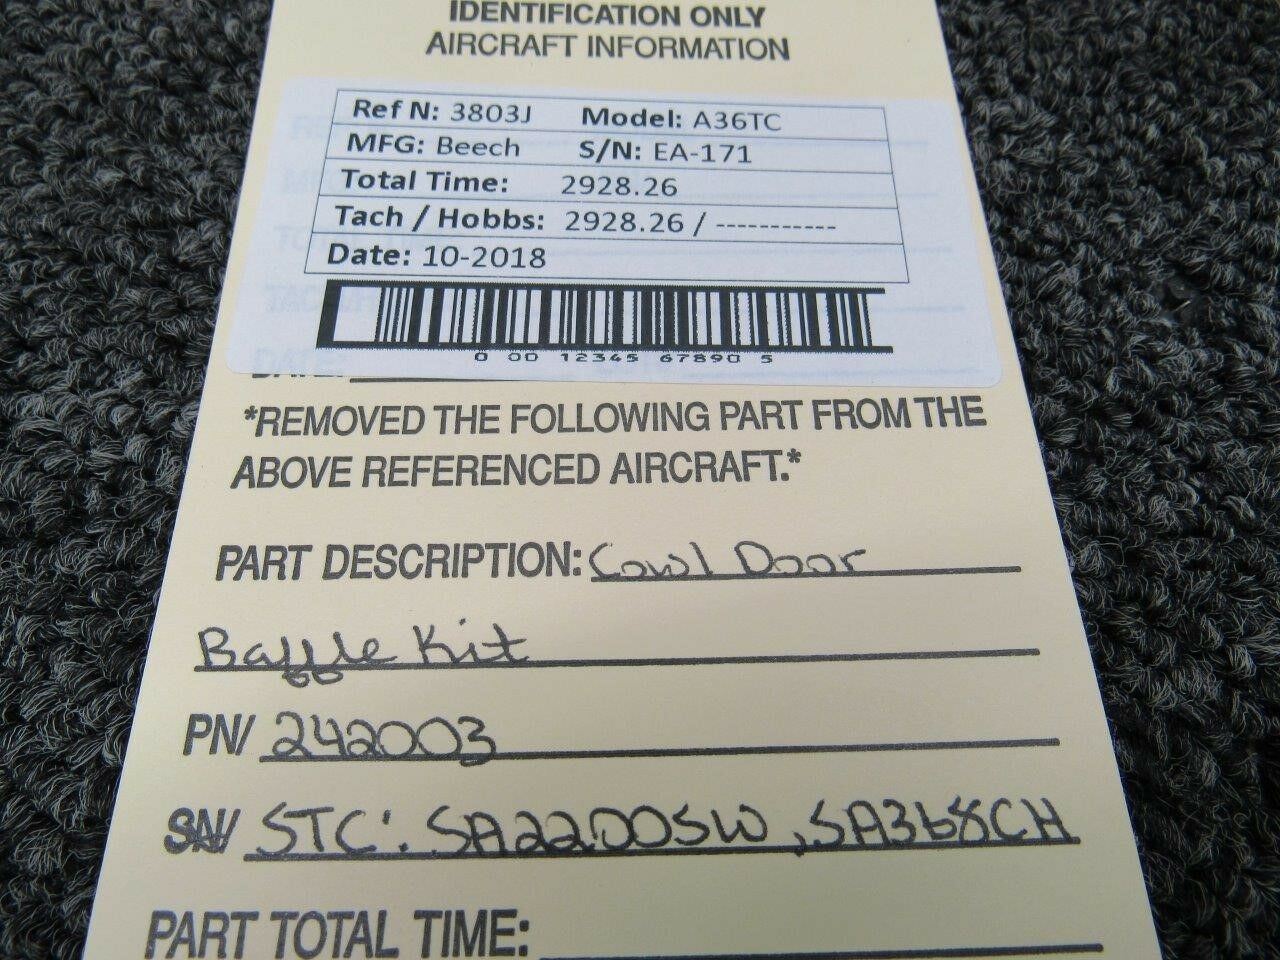 IDENTIFICATION ONLY
AIRCRAFT INFORMATION
Ref N: 3803J Model: A36TC
MFG: Beech S/N: EA-171
Total Time: 2928.26
Tach / Hobbs: 2928.26 / -----------
Date: 10-2018
0 00 12345 67890 5
*REMOVED THE FOLLOWING PART FROM THE
ABOVE REFERENCED AIRCRAFT.*
PART DESCRIPTION: Cowl Door
Baffle Kit
PN/ 242003
SN/ STC: SA2200SW, SA368CH
PART TOTAL TIME: